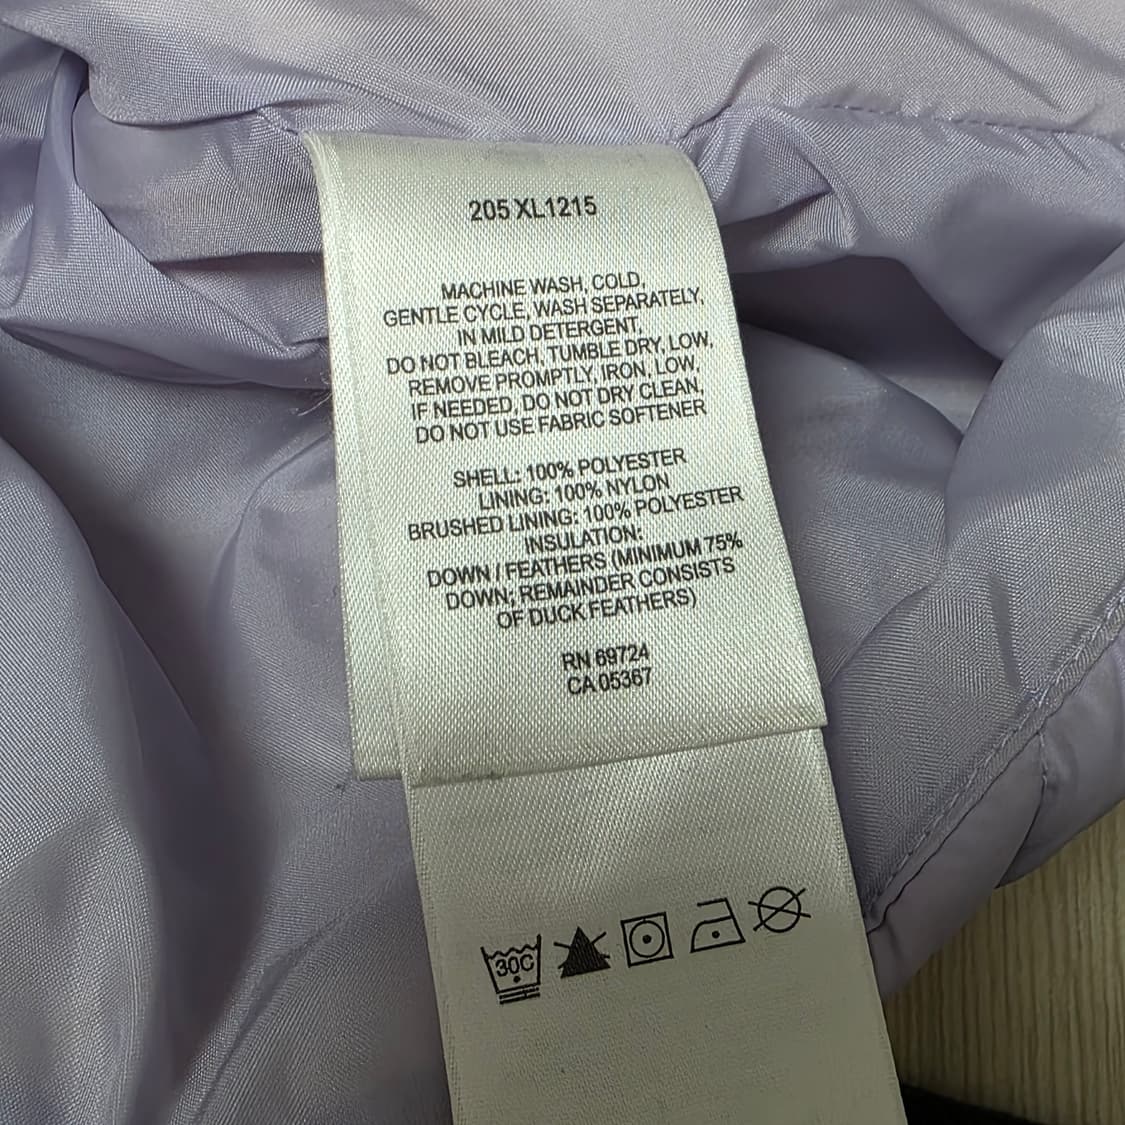 205 XL1215
MACHINE WASH, COLD,
GENTLE CYCLE, WASH SEPARATELY,
IN MILD DETERGENT,
DO NOT BLEACH, TUMBLE DRY, LOW,
REMOVE PROMPTLY, IRON, LOW,
IF NEEDED, DO NOT DRY CLEAN,
DO NOT USE FABRIC SOFTENER
SHELL: 100% POLYESTER
LINING: 100% NYLON
BRUSHED LINING: 100% POLYESTER
INSULATION:
DOWN / FEATHERS (MINIMUM 75%
DOWN; REMAINDER CONSISTS
OF DUCK FEATHERS)
RN 69724
CA 05367
30C